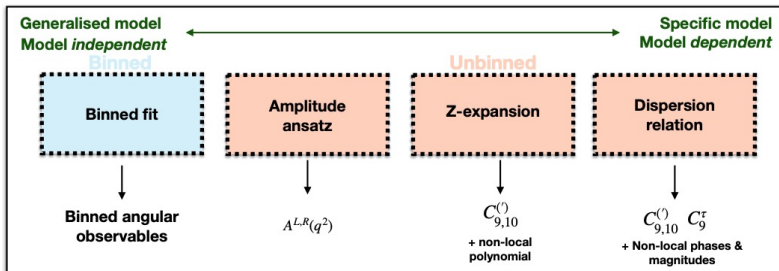 Generalised model
Model independent
Specific model
Model dependent
Binned
Unbinned
Binned fit
Amplitude
ansatz
Z-expansion
Dispersion
relation
Binned angular
observables
A^{L,R}(q^2)
C_{9,10}^{(')}
+ non-local
polynomial
C_{9,10}^{(')} C_9^τ
+ Non-local phases &
magnitudes